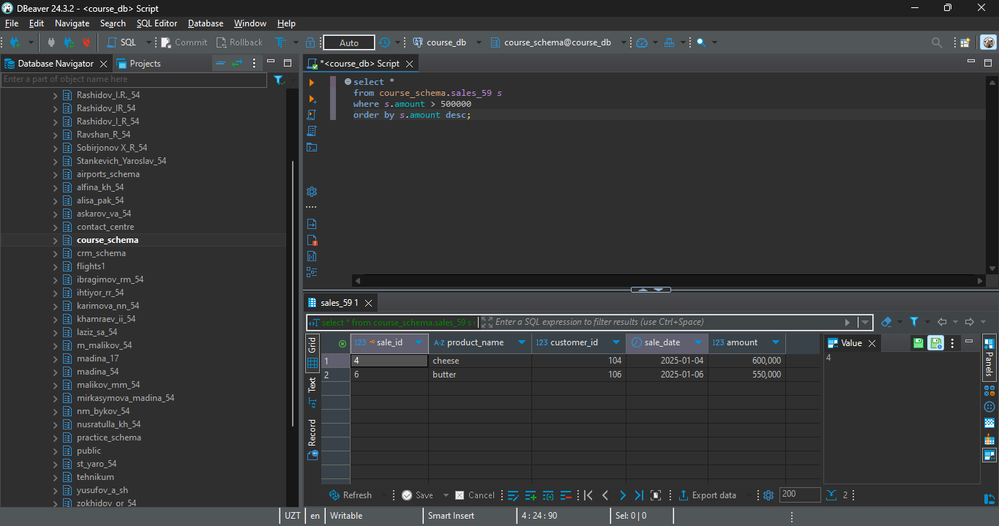 DBeaver 24.3.2 - <course_db> Script
File Edit Navigate Search SQL Editor Database Window Help
SQL Commit Rollback Auto course_db course_schema@course_db
Database Navigator Projects
Enter a part of object name here
Rashidov_I.R._54
Rashidov_IR_54
Rashidov_I_R_54
Ravshan_R_54
Sobirjonov X_R_54
Stankevich_Yaroslav_54
airports_schema
alfina_kh_54
alisa_pak_54
askarov_va_54
contact_centre
course_schema
crm_schema
flights1
ibragimov_rm_54
ihtiyor_rr_54
karimova_nn_54
khamraev_ii_54
laziz_sa_54
m_malikov_54
madina_17
madina_54
malikov_mm_54
mirkasymova_madina_54
nm_bykov_54
nusratulla_kh_54
practice_schema
public
st_yaro_54
tehnikum
yusufov_a_sh
zokhidov_or_54
*<course_db> Script
select *
from course_schema.sales_59 s
where s.amount > 500000
order by s.amount desc;
sales_59 1
select * from course_schema.sales_59 s Enter a SQL expression to filter results (use Ctrl+Space)
Grid
Text
Record
123 sale_id A-Z product_name 123 customer_id sale_date 123 amount
1 4 cheese 104 2025-01-04 600,000
2 6 butter 106 2025-01-06 550,000
Value
4
Panels
Refresh Save Cancel Export data 200 2
UZT en Writable Smart Insert 4 : 24 : 90 Sel: 0 | 0